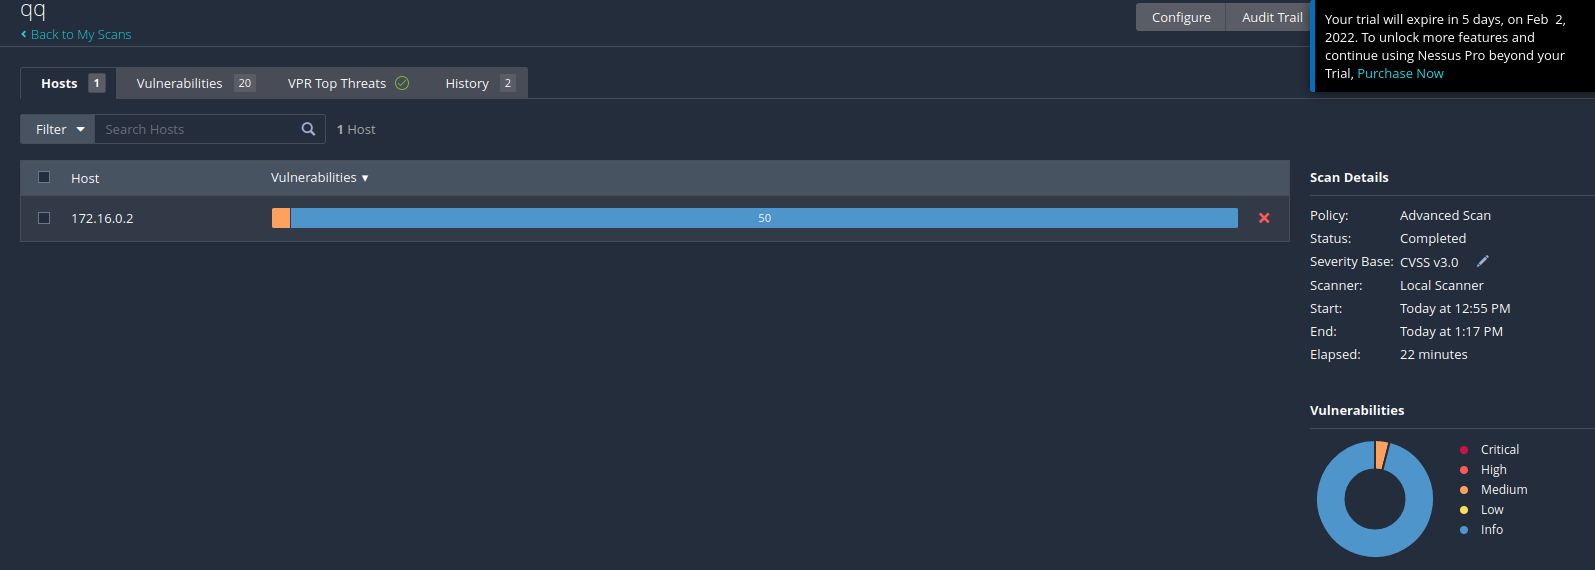 qq
Back to My Scans
Configure
Audit Trail
Your trial will expire in 5 days, on Feb 2,
2022. To unlock more features and
continue using Nessus Pro beyond your
Trial, Purchase Now
Hosts 1
Vulnerabilities 20
VPR Top Threats
History 2
Filter
Search Hosts
1 Host
Host
Vulnerabilities
172.16.0.2
50
Scan Details
Policy: Advanced Scan
Status: Completed
Severity Base: CVSS v3.0
Scanner: Local Scanner
Start: Today at 12:55 PM
End: Today at 1:17 PM
Elapsed: 22 minutes
Vulnerabilities
Critical
High
Medium
Low
Info